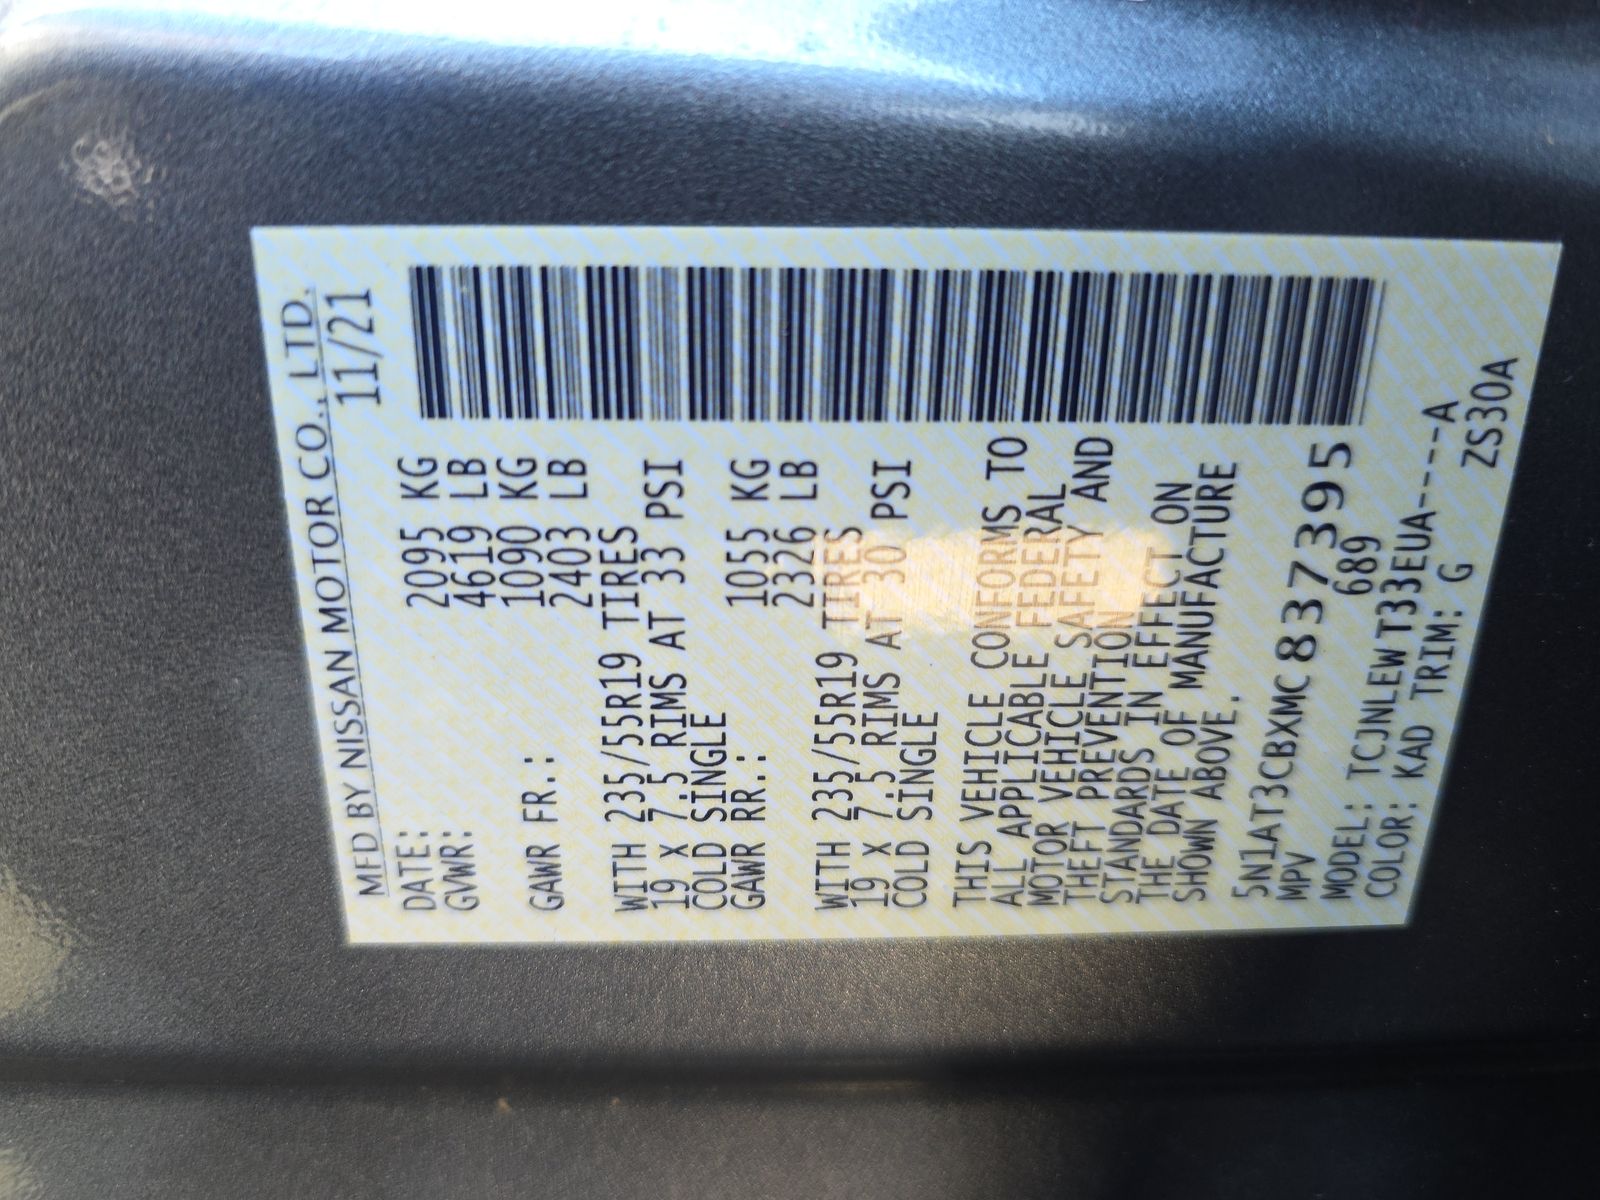 MFD BY NISSAN MOTOR CO., LTD.
DATE: 11/21
GVWR: 2095 KG
4619 LB
GAWR FR.: 1090 KG
2403 LB
WITH 235/55R19 TIRES
19 X 7.5 RIMS AT 33 PSI
COLD SINGLE
GAWR RR.: 1055 KG
2326 LB
WITH 235/55R19 TIRES
19 X 7.5 RIMS AT 30 PSI
COLD SINGLE
THIS VEHICLE CONFORMS TO
ALL APPLICABLE FEDERAL
MOTOR VEHICLE SAFETY AND
THEFT PREVENTION
STANDARDS IN EFFECT ON
THE DATE OF MANUFACTURE
SHOWN ABOVE.
5N1AT3CBXMC837395
MPV 689
MODEL: TCJNLEWT33EUA-----A
COLOR: KAD TRIM: G ZS30A